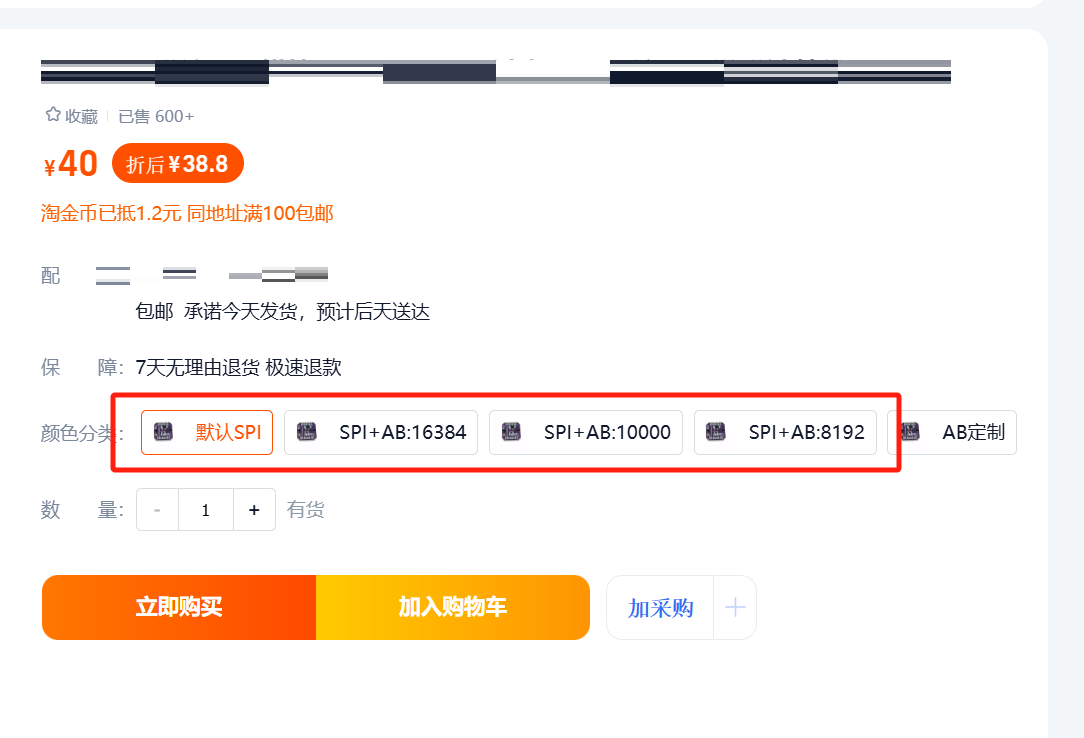 收藏 已售 600+
¥40 折后¥38.8
淘金币已抵1.2元 同地址满100包邮
配
包邮 承诺今天发货，预计后天送达
保 障： 7天无理由退货 极速退款
颜色分类： 默认SPI SPI+AB:16384 SPI+AB:10000 SPI+AB:8192 AB定制
数 量： - 1 + 有货
立即购买 加入购物车 加采购 +